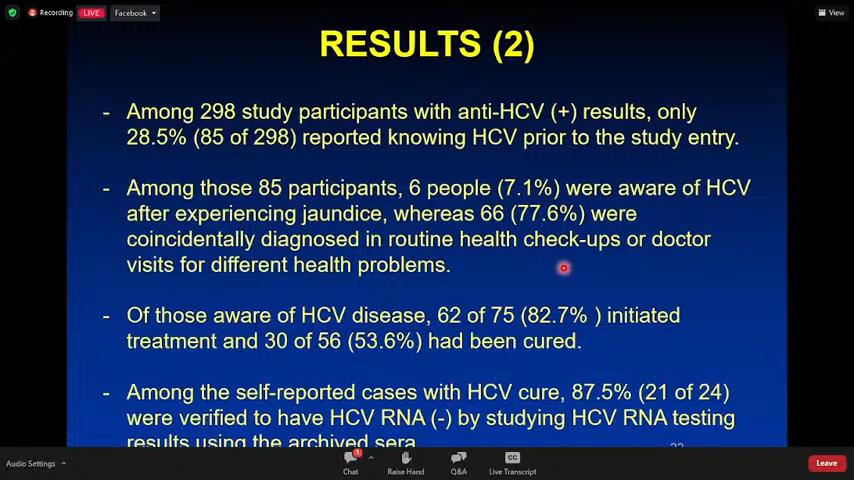 Recording
LIVE
Facebook
View
RESULTS (2)
- Among 298 study participants with anti-HCV (+) results, only
28.5% (85 of 298) reported knowing HCV prior to the study entry.
- Among those 85 participants, 6 people (7.1%) were aware of HCV
after experiencing jaundice, whereas 66 (77.6%) were
coincidentally diagnosed in routine health check-ups or doctor
visits for different health problems.
- Of those aware of HCV disease, 62 of 75 (82.7% ) initiated
treatment and 30 of 56 (53.6%) had been cured.
- Among the self-reported cases with HCV cure, 87.5% (21 of 24)
were verified to have HCV RNA (-) by studying HCV RNA testing
results using the archived sera.
Audio Settings
3
Chat
Raise Hand
Q&A
CC
Live Transcript
Leave